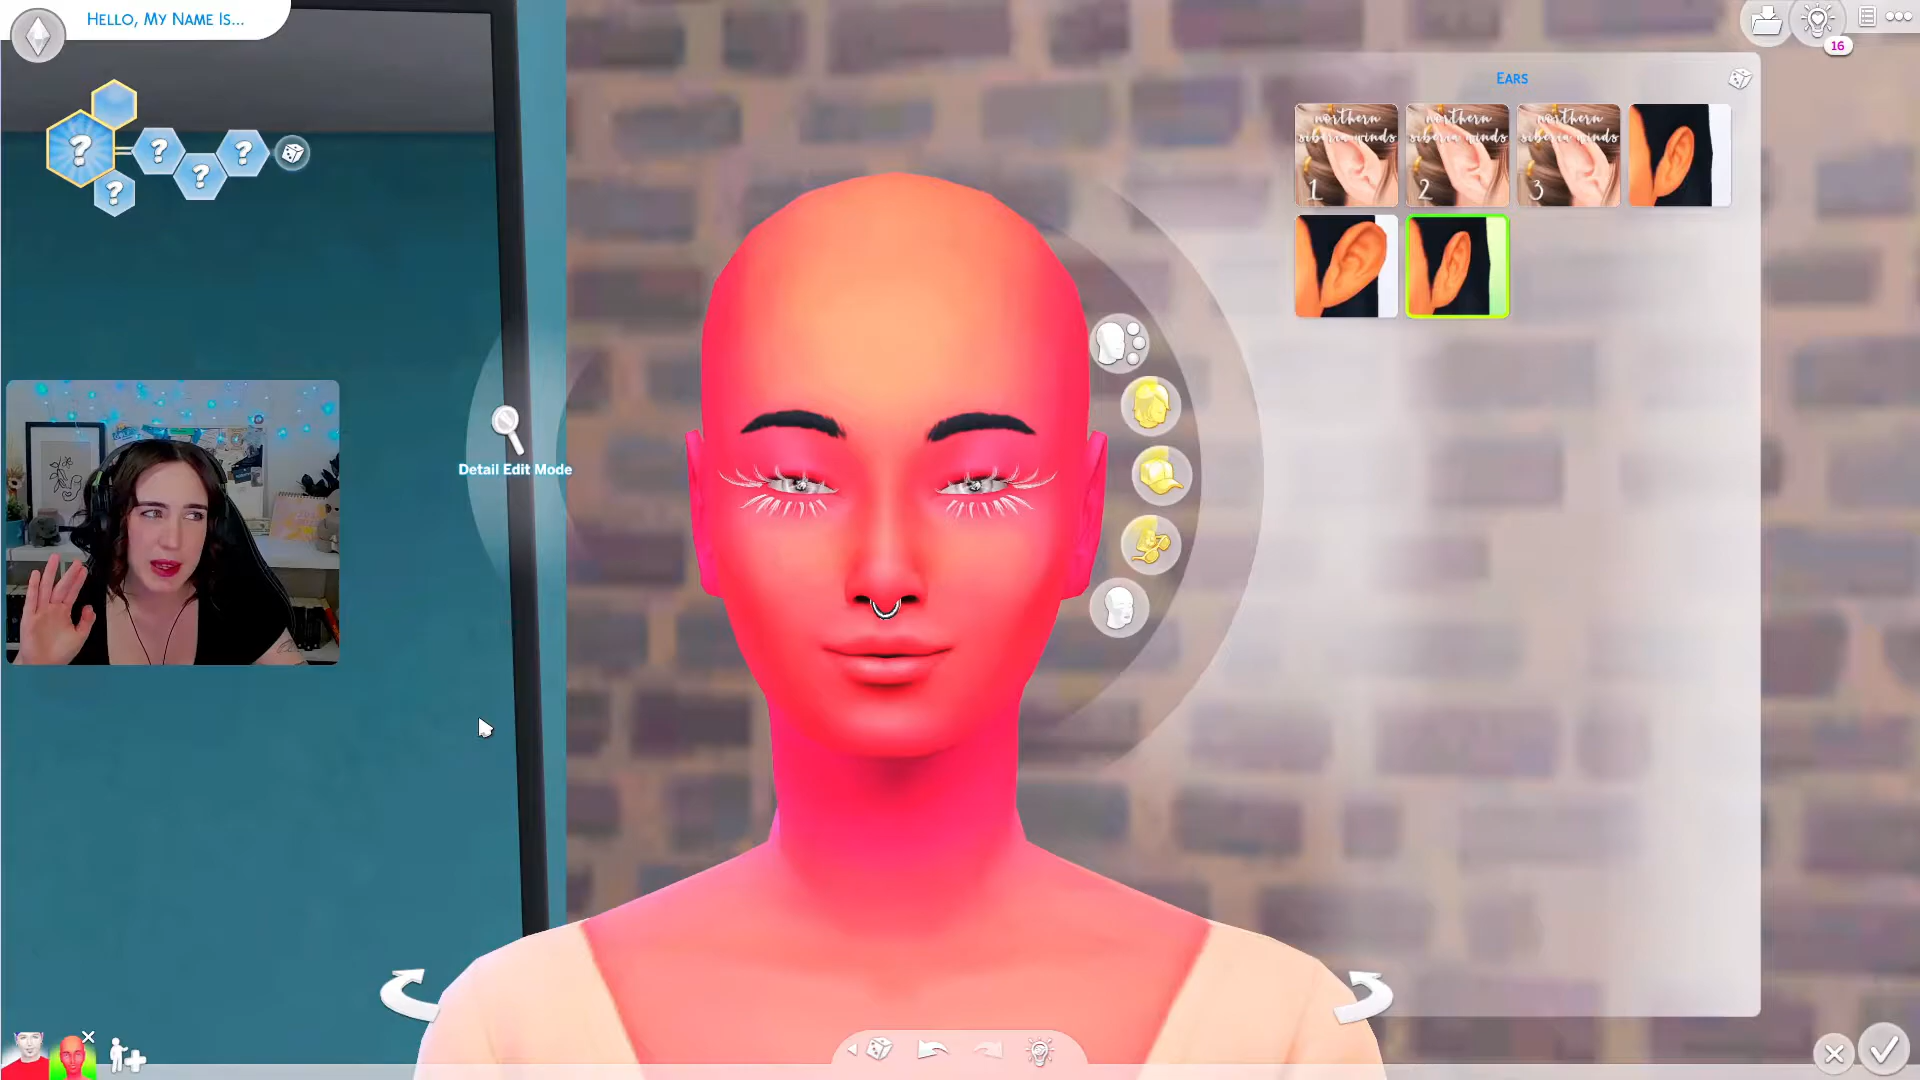 Hello, My Name Is...
16
Ears
northern
siberia winds
1
northern
siberia winds
2
northern
siberia winds
3
Detail Edit Mode